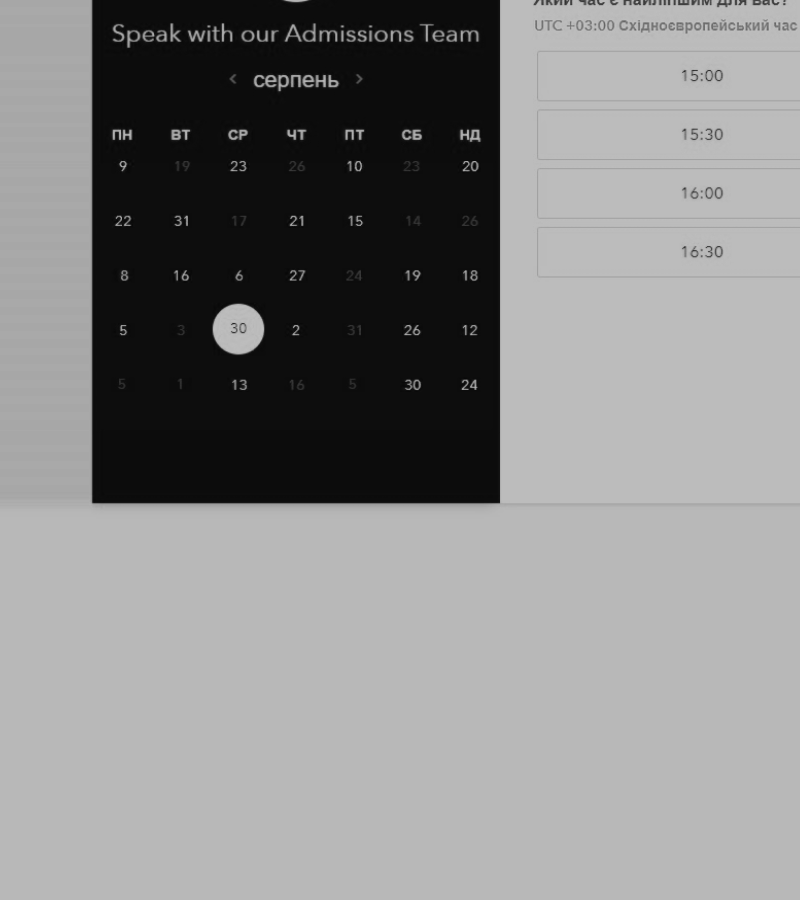 Speak with our Admissions Team
< серпень >
ПН ВТ СР ЧТ ПТ СБ НД
9 19 23 26 10 23 20
22 31 17 21 15 14 26
8 16 6 27 24 19 18
5 3 30 2 31 26 12
5 1 13 16 5 30 24
Який час є найліпшим для вас?
UTC +03:00 Східноєвропейський час
15:00
15:30
16:00
16:30